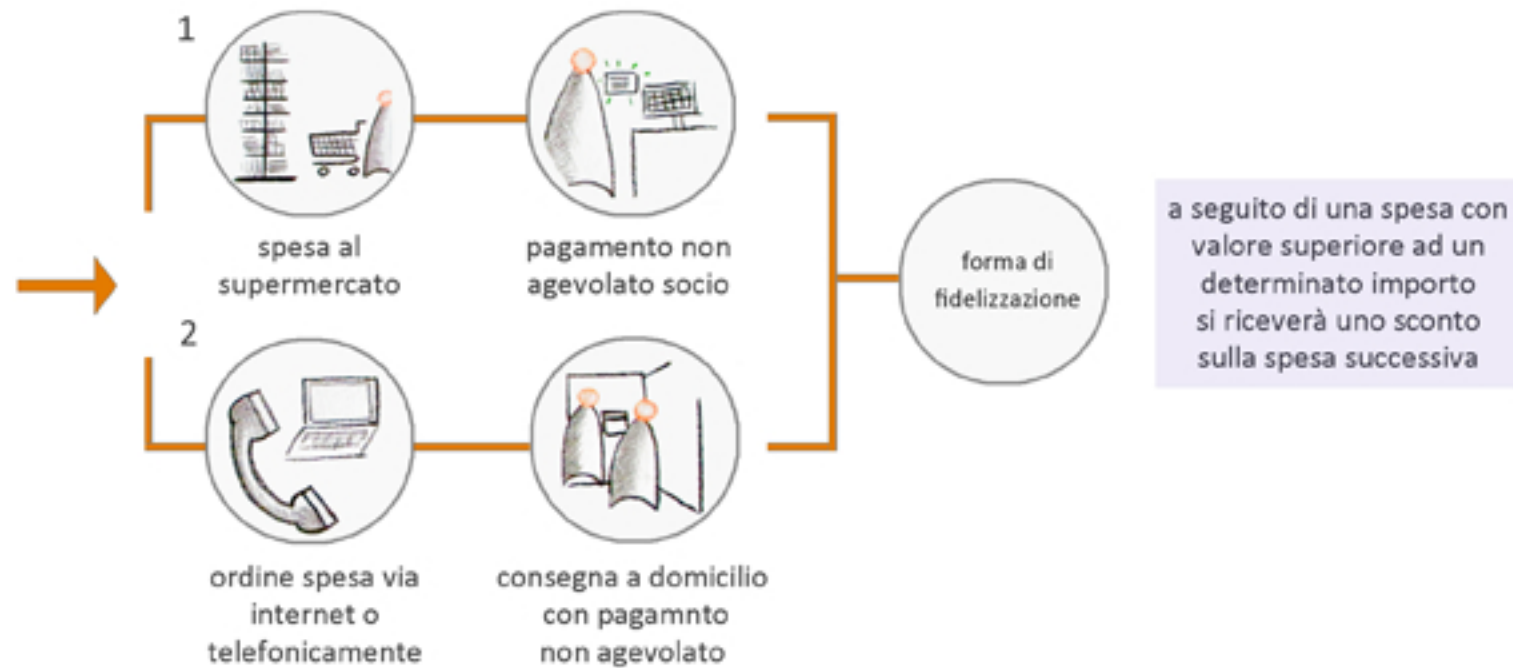 1
spesa al
supermercato
pagamento non
agevolato socio
2
ordine spesa via
internet o
telefonicamente
consegna a domicilio
con pagamnto
non agevolato
forma di
fidelizzazione
a seguito di una spesa con
valore superiore ad un
determinato importo
si riceverà uno sconto
sulla spesa successiva